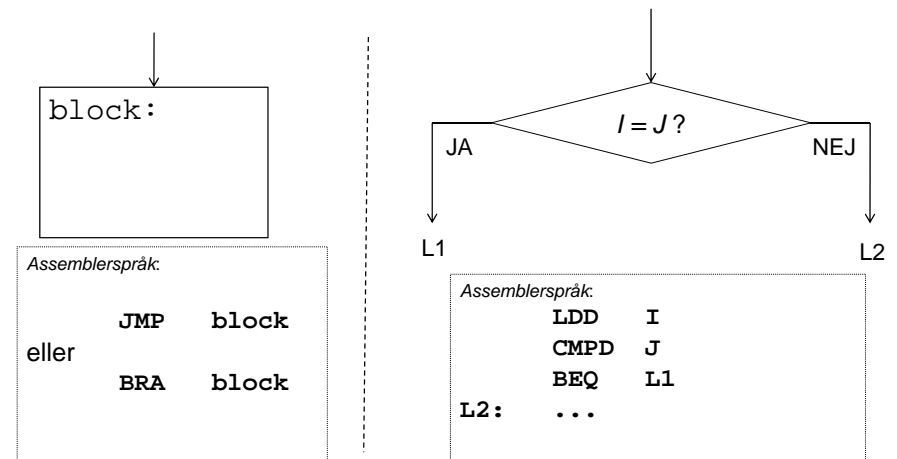 block:
Assemblerspråk:
JMP block
eller
BRA block
I = J ?
JA
NEJ
L1
L2
Assemblerspråk:
LDD I
CMPD J
BEQ L1
L2: ...